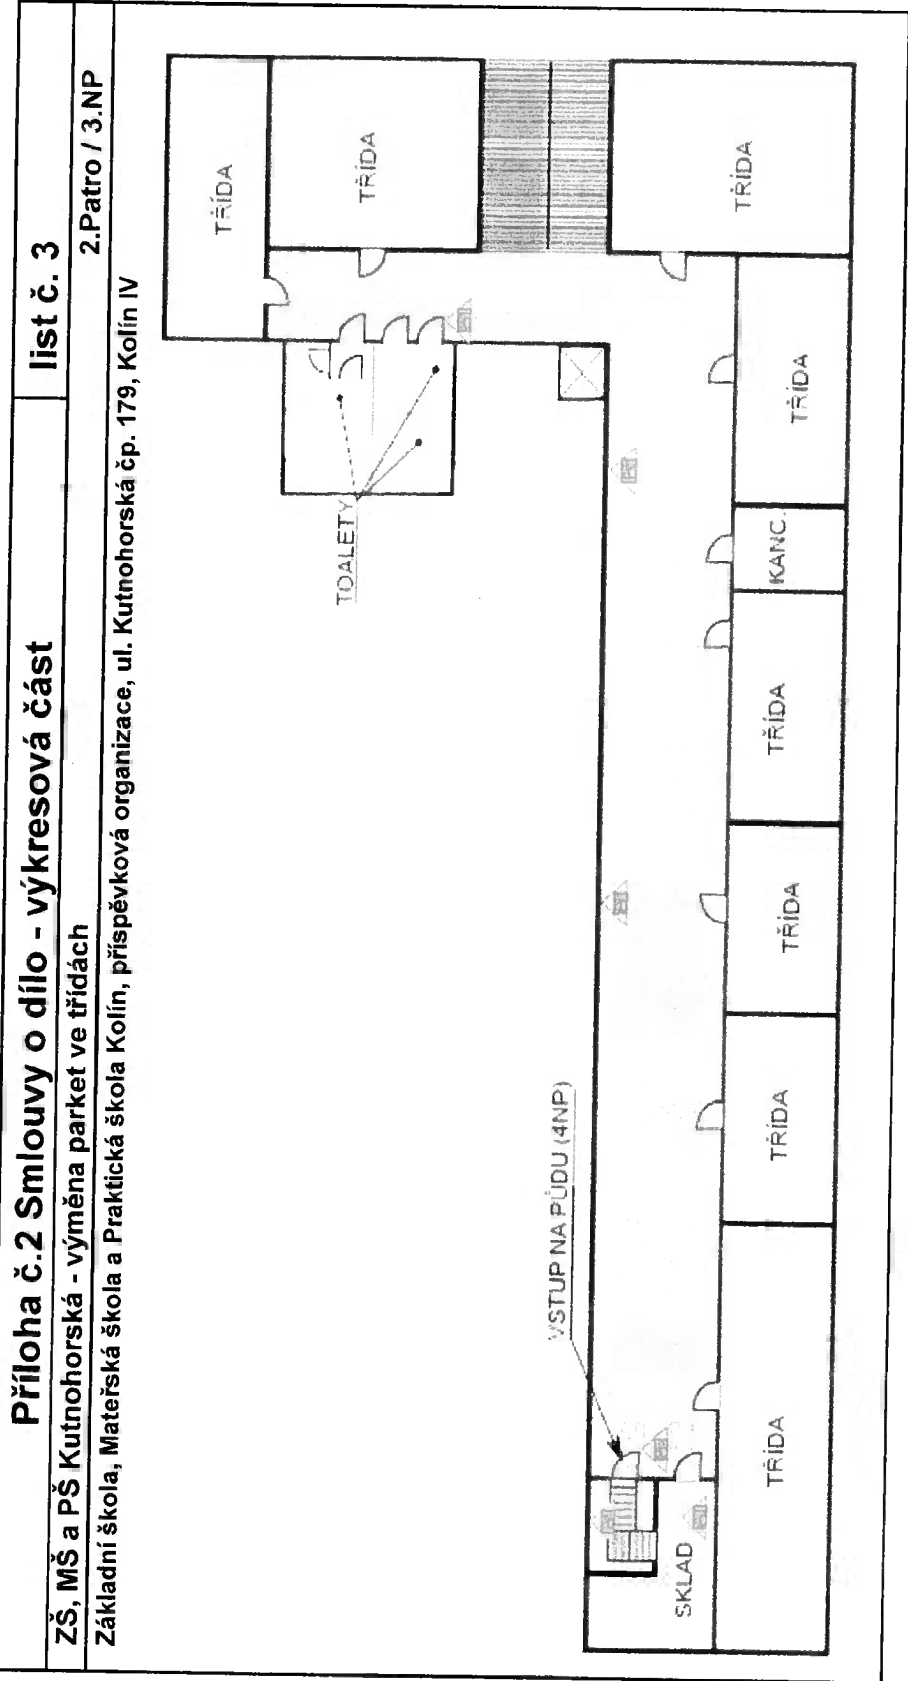 Příloha č.2 Smlouvy o dílo - výkresová část
list č. 3
ZŠ, MŠ a PŠ Kutnohorská - výměna parket ve třídách
2.Patro / 3.NP
Základní škola, Mateřská škola a Praktická škola Kolín, příspěvková organizace, ul. Kutnohorská čp. 179, Kolín IV
TŘÍDA
TŘÍDA
TŘÍDA
TOALETY
TŘÍDA
KANC.
TŘÍDA
TŘÍDA
TŘÍDA
VSTUP NA PŮDU (4NP)
TŘÍDA
SKLAD